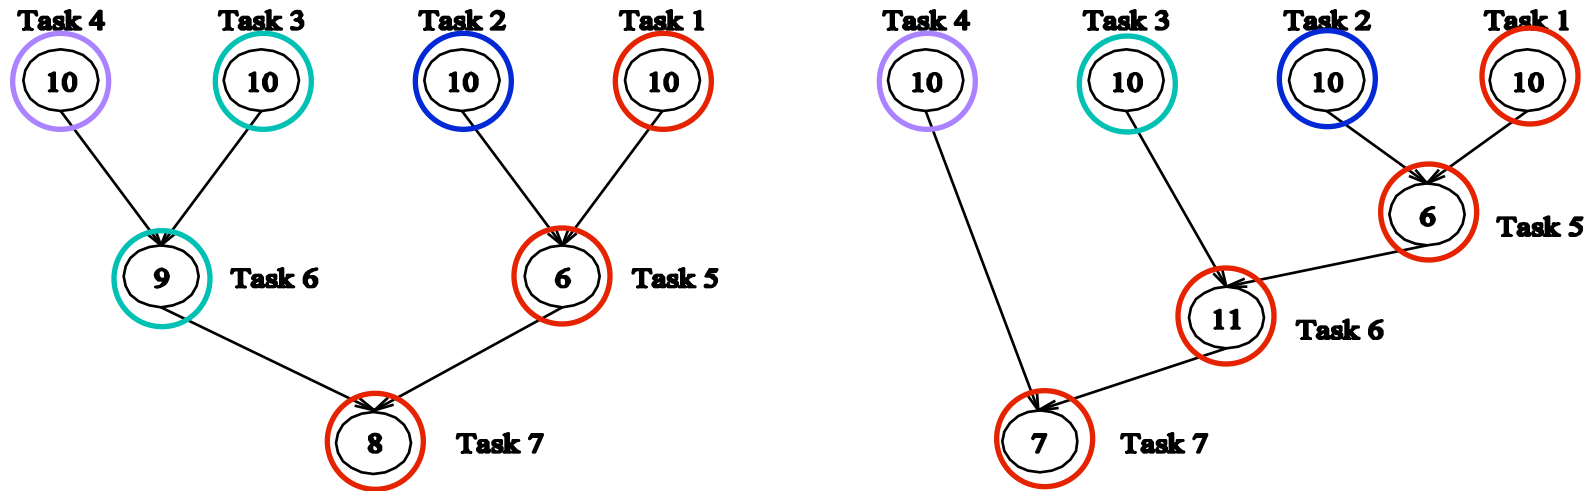 Task 4 Task 3 Task 2 Task 1 Task 4 Task 3 Task 2 Task 1
10 10 10 10 10 10 10 10
6 Task 5
9 Task 6 6 Task 5
11 Task 6
8 Task 7 7 Task 7